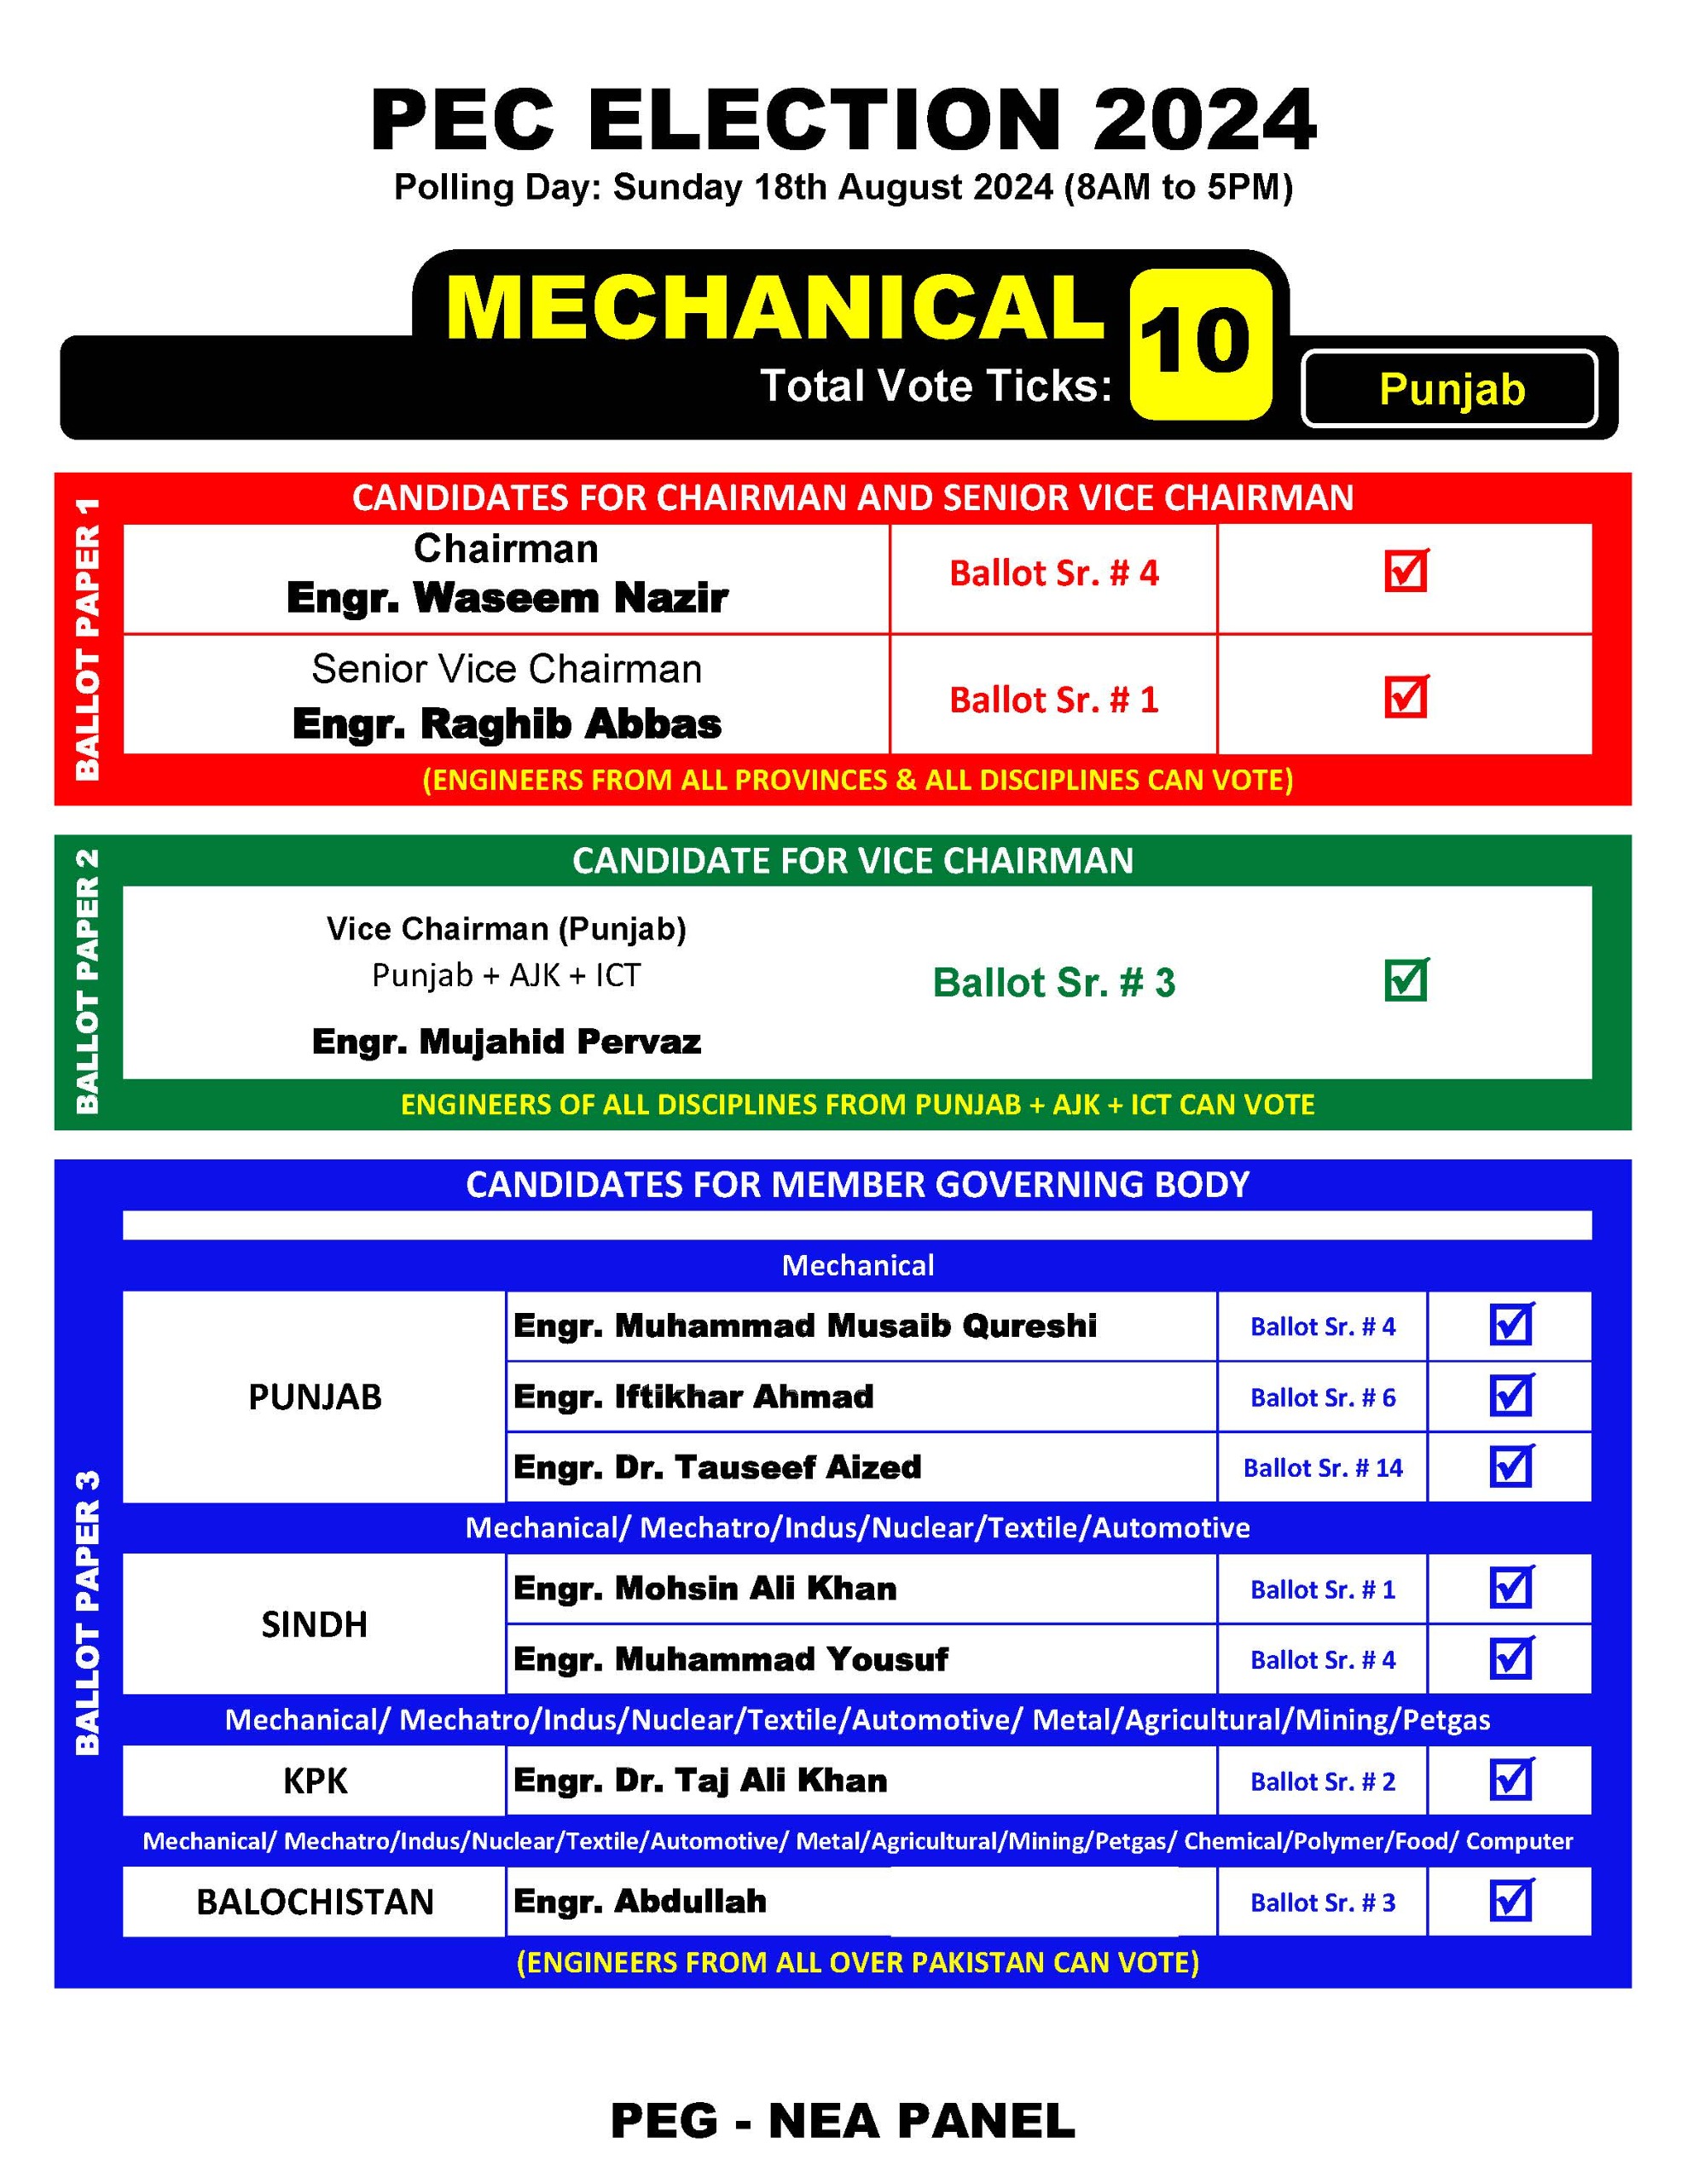 PEC ELECTION 2024
Polling Day: Sunday 18th August 2024 (8AM to 5PM)
MECHANICAL
Total Vote Ticks:
10
Punjab
BALLOT PAPER 1
CANDIDATES FOR CHAIRMAN AND SENIOR VICE CHAIRMAN
Chairman
Engr. Waseem Nazir
Ballot Sr. # 4
Senior Vice Chairman
Engr. Raghib Abbas
Ballot Sr. # 1
(ENGINEERS FROM ALL PROVINCES & ALL DISCIPLINES CAN VOTE)
BALLOT PAPER 2
CANDIDATE FOR VICE CHAIRMAN
Vice Chairman (Punjab)
Punjab + AJK + ICT
Engr. Mujahid Pervaz
Ballot Sr. # 3
ENGINEERS OF ALL DISCIPLINES FROM PUNJAB + AJK + ICT CAN VOTE
BALLOT PAPER 3
CANDIDATES FOR MEMBER GOVERNING BODY
Mechanical
PUNJAB
Engr. Muhammad Musaib Qureshi
Ballot Sr. # 4
Engr. Iftikhar Ahmad
Ballot Sr. # 6
Engr. Dr. Tauseef Aized
Ballot Sr. # 14
Mechanical/ Mechatro/Indus/Nuclear/Textile/Automotive
SINDH
Engr. Mohsin Ali Khan
Ballot Sr. # 1
Engr. Muhammad Yousuf
Ballot Sr. # 4
Mechanical/ Mechatro/Indus/Nuclear/Textile/Automotive/ Metal/Agricultural/Mining/Petgas
KPK
Engr. Dr. Taj Ali Khan
Ballot Sr. # 2
Mechanical/ Mechatro/Indus/Nuclear/Textile/Automotive/ Metal/Agricultural/Mining/Petgas/ Chemical/Polymer/Food/ Computer
BALOCHISTAN
Engr. Abdullah
Ballot Sr. # 3
(ENGINEERS FROM ALL OVER PAKISTAN CAN VOTE)
PEG - NEA PANEL